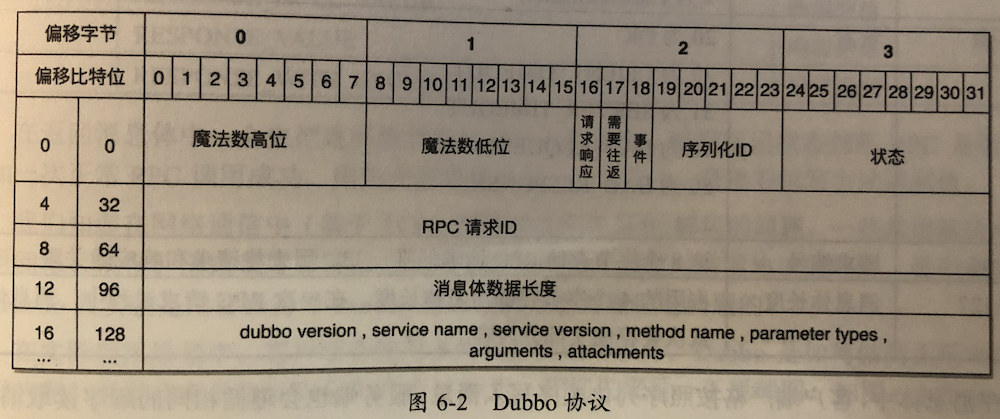 偏移字节 0 1 2 3
偏移比特位 0 1 2 3 4 5 6 7 8 9 10 11 12 13 14 15 16 17 18 19 20 21 22 23 24 25 26 27 28 29 30 31
0 0 魔法数高位 魔法数低位 请求响应 需要往返 事件 序列化ID 状态
4 32
RPC 请求ID
8 64
12 96 消息体数据长度
16 128 dubbo version , service name , service version , method name , parameter types ,
... ... arguments , attachments
图 6-2 Dubbo 协议